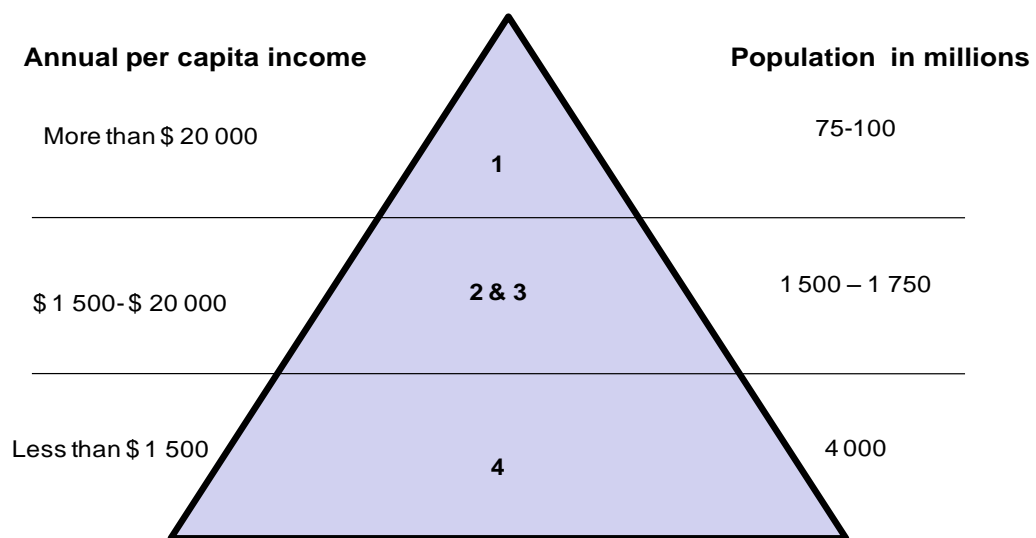 Annual per capita income
Population in millions
More than $ 20 000
1
75-100
$ 1 500- $ 20 000
2 & 3
1 500 – 1 750
Less than $ 1 500
4
4 000